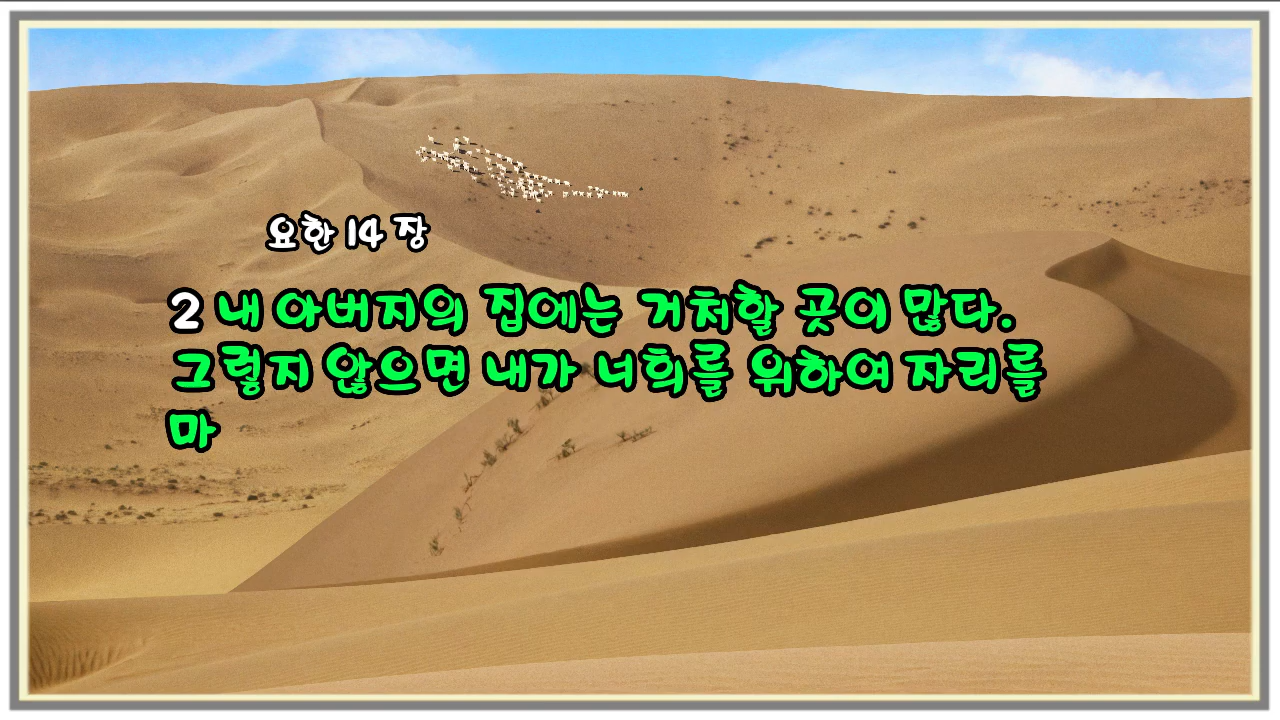 요한 14 장
2 내 아버지의 집에는 거처할 곳이 많다.
그렇지 않으면 내가 너희를 위하여 자리를
마